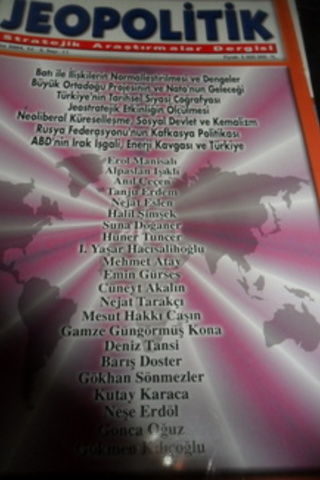 JEOPOLİTİK
Stratejik Araştırmalar Dergisi
Batı ile İlişkilerin Normalleştirilmesi ve Dengeler
Büyük Ortadoğu Projesinin ve Nato'nun Geleceği
Türkiye'nin Tarihsel Siyasi Coğrafyası
Jeostratejik Etkinliğin Ölçülmesi
Neoliberal Küreselleşme, Sosyal Devlet ve Kemalizm
Rusya Federasyonu'nun Kafkasya Politikası
ABD'nin Irak İşgali, Enerji Kavgası ve Türkiye
Erol Manisalı
Alpaslan Işıklı
Anıl Çeçen
Tanju Erdem
Nejat Eslen
Halil Şimşek
Suna Doğaner
Hüner Tuncer
İ. Yaşar Hacısalihoğlu
Mehmet Atay
Emin Gürses
Cüneyt Akalın
Nejat Tarakçı
Mesut Hakkı Caşın
Gamze Güngörmüş Kona
Deniz Tansi
Barış Doster
Gökhan Sönmezler
Kutay Karaca
Neşe Erdöl
Gonca Oğuz
Gökmen Kılıçoğlu